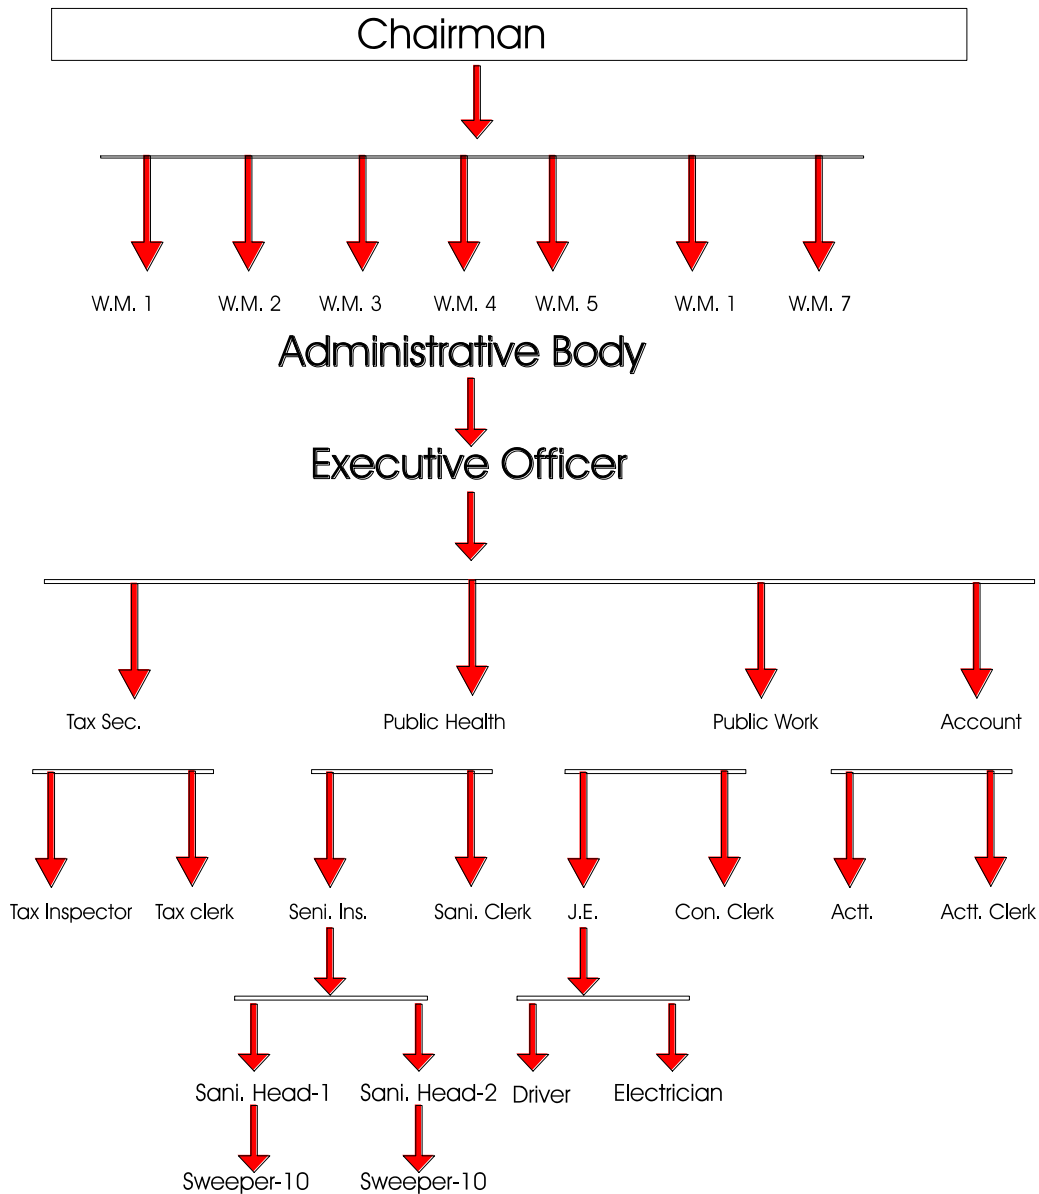 Chairman
W.M. 1 W.M. 2 W.M. 3 W.M. 4 W.M. 5 W.M. 1 W.M. 7
Administrative Body
Executive Officer
Tax Sec. Public Health Public Work Account
Tax Inspector Tax clerk Seni. Ins. Sani. Clerk J.E. Con. Clerk Actt. Actt. Clerk
Sani. Head-1 Sani. Head-2 Driver Electrician
Sweeper-10 Sweeper-10